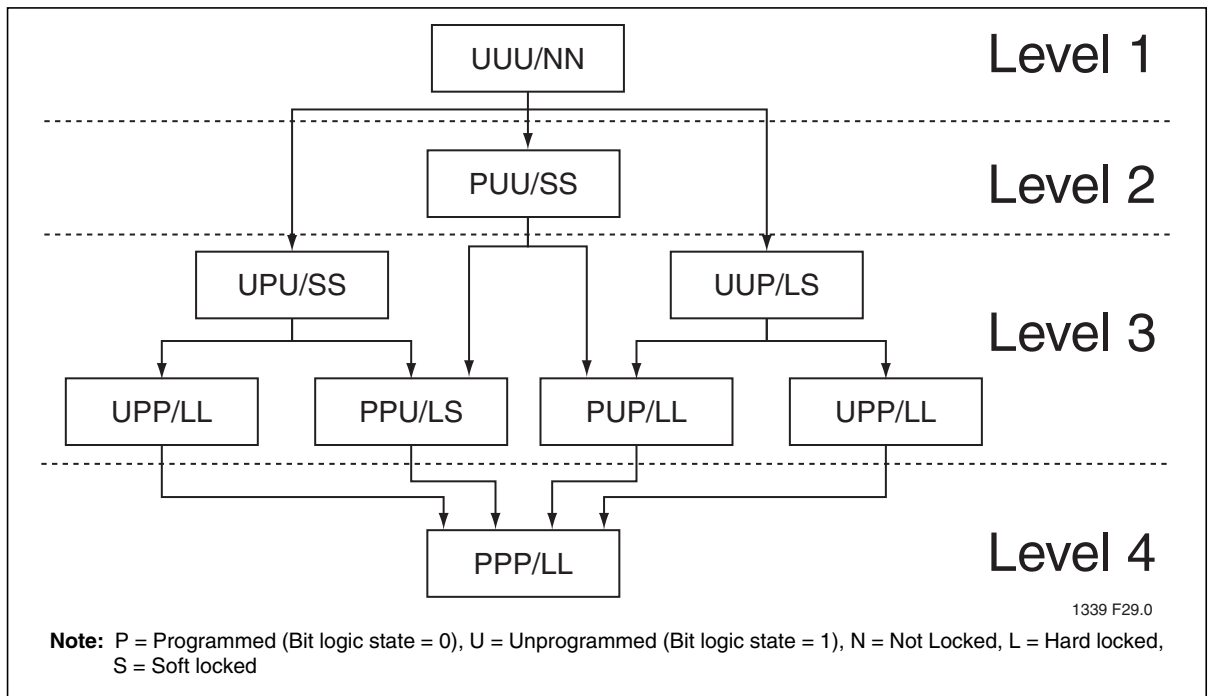 UUU/NN
Level 1
PUU/SS
Level 2
UPU/SS
UUP/LS
Level 3
UPP/LL
PPU/LS
PUP/LL
UPP/LL
PPP/LL
Level 4
1339 F29.0
Note: P = Programmed (Bit logic state = 0), U = Unprogrammed (Bit logic state = 1), N = Not Locked, L = Hard locked,
S = Soft locked